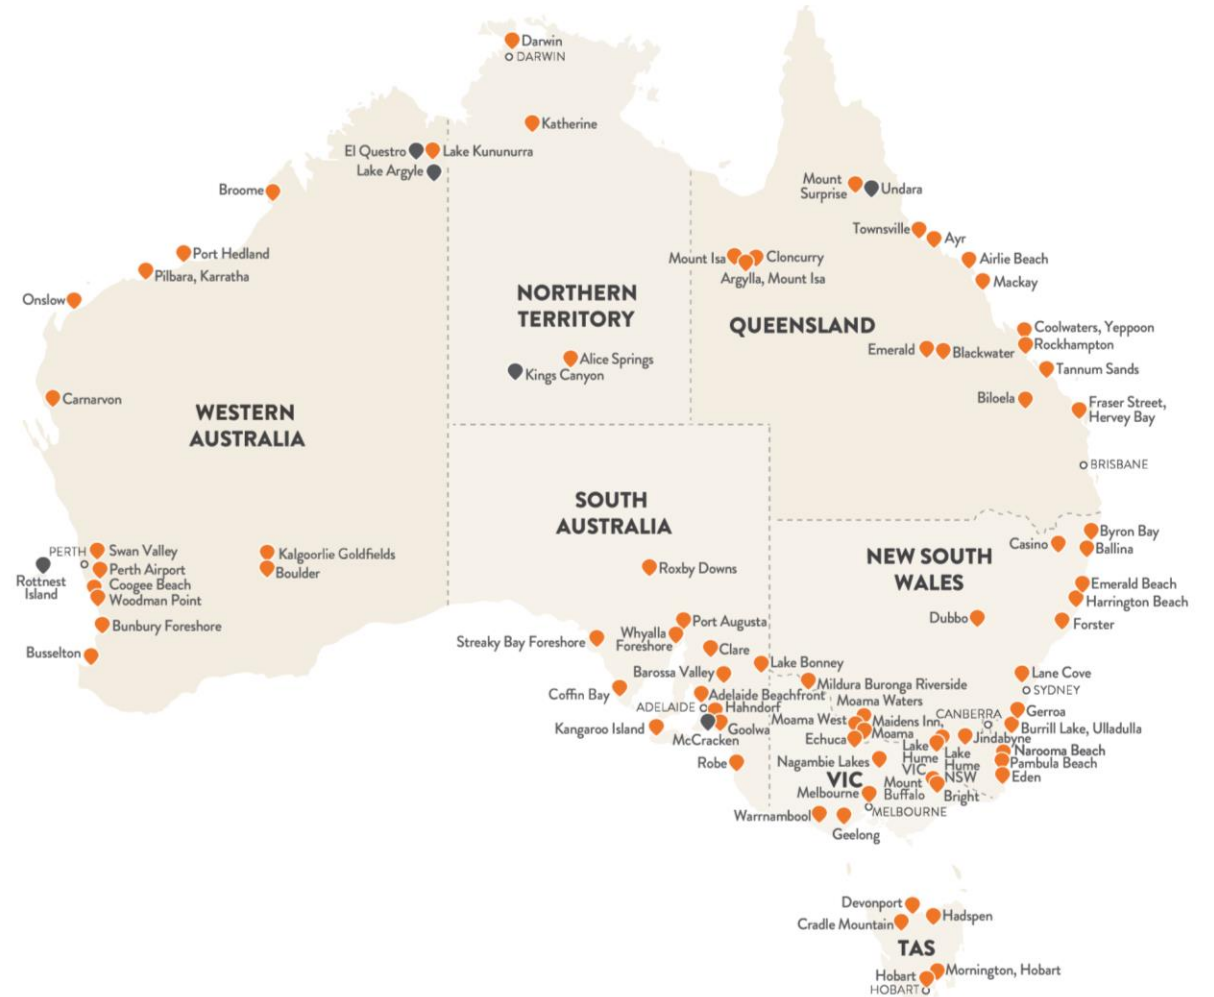 Darwin
DARWIN
Katherine
El Questro
Lake Kununurra
Lake Argyle
Broome
Mount
Surprise
Undara
Townsville
Ayr
Port Hedland
Mount Isa
Cloncurry
Airlie Beach
Pilbara, Karratha
Argylla, Mount Isa
Mackay
Onslow
NORTHERN
TERRITORY
QUEENSLAND
Coolwaters, Yeppoon
Rockhampton
Emerald
Blackwater
Alice Springs
Kings Canyon
Tannum Sands
Carnarvon
Biloela
Fraser Street,
Hervey Bay
WESTERN
AUSTRALIA
BRISBANE
SOUTH
AUSTRALIA
Byron Bay
Casino
Ballina
PERTH
Swan Valley
Kalgoorlie Goldfields
NEW SOUTH
WALES
Rottnest
Island
Perth Airport
Boulder
Roxby Downs
Coogee Beach
Woodman Point
Emerald Beach
Harrington Beach
Bunbury Foreshore
Port Augusta
Dubbo
Forster
Streaky Bay Foreshore
Whyalla
Foreshore
Clare
Busselton
Lake Bonney
Barossa Valley
Lane Cove
Mildura Buronga Riverside
SYDNEY
Coffin Bay
Adelaide Beachfront
Moama Waters
ADELAIDE
Hahndorf
CANBERRA
Gerroa
Moama West
Maidens Inn,
Moama
Kangaroo Island
Goolwa
Burrill Lake, Ulladulla
McCracken
Echuca
Jindabyne
Lake
Hume
VIC
Lake
Hume
NSW
Narooma Beach
Robe
Nagambie Lakes
Pambula Beach
VIC
Mount
Buffalo
Eden
Melbourne
Bright
MELBOURNE
Warrnambool
Geelong
Devonport
Hadspen
Cradle Mountain
TAS
Mornington, Hobart
Hobart
HOBART